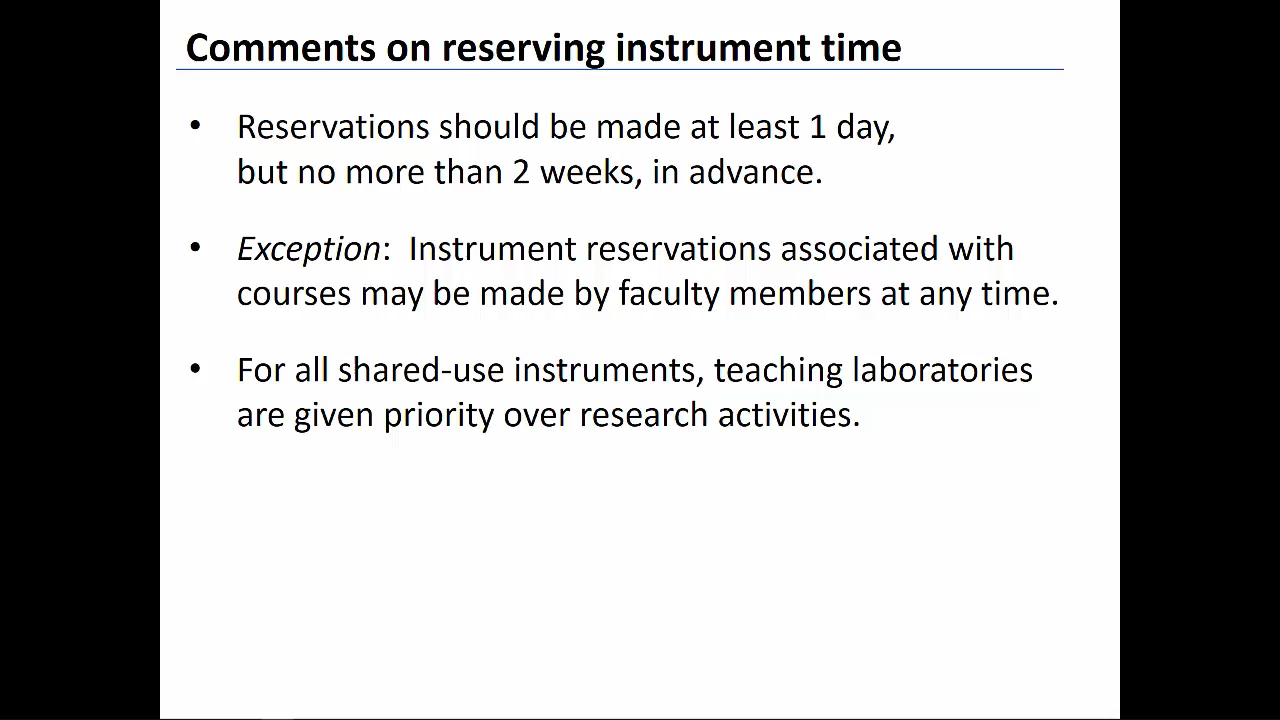 Comments on reserving instrument time
• Reservations should be made at least 1 day,
but no more than 2 weeks, in advance.
• Exception:  Instrument reservations associated with
courses may be made by faculty members at any time.
• For all shared-use instruments, teaching laboratories
are given priority over research activities.